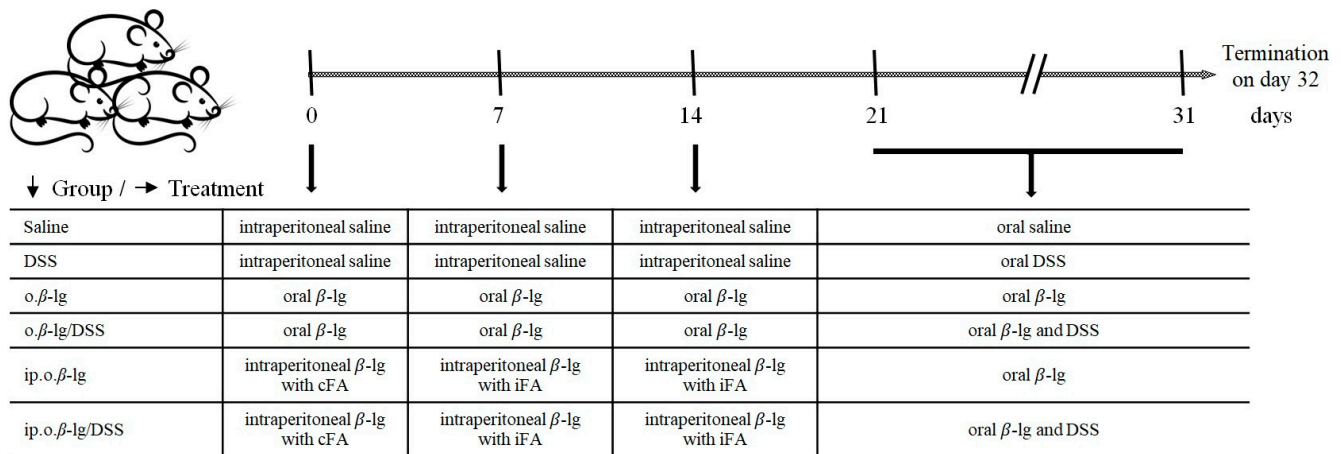 Termination
on day 32
0 7 14 21 31 days
↓ Group / → Treatment
Saline intraperitoneal saline intraperitoneal saline intraperitoneal saline oral saline
DSS intraperitoneal saline intraperitoneal saline intraperitoneal saline oral DSS
o.β-lg oral β-lg oral β-lg oral β-lg oral β-lg
o.β-lg/DSS oral β-lg oral β-lg oral β-lg oral β-lg and DSS
ip.o.β-lg intraperitoneal β-lg with cFA intraperitoneal β-lg with iFA intraperitoneal β-lg with iFA oral β-lg
ip.o.β-lg/DSS intraperitoneal β-lg with cFA intraperitoneal β-lg with iFA intraperitoneal β-lg with iFA oral β-lg and DSS